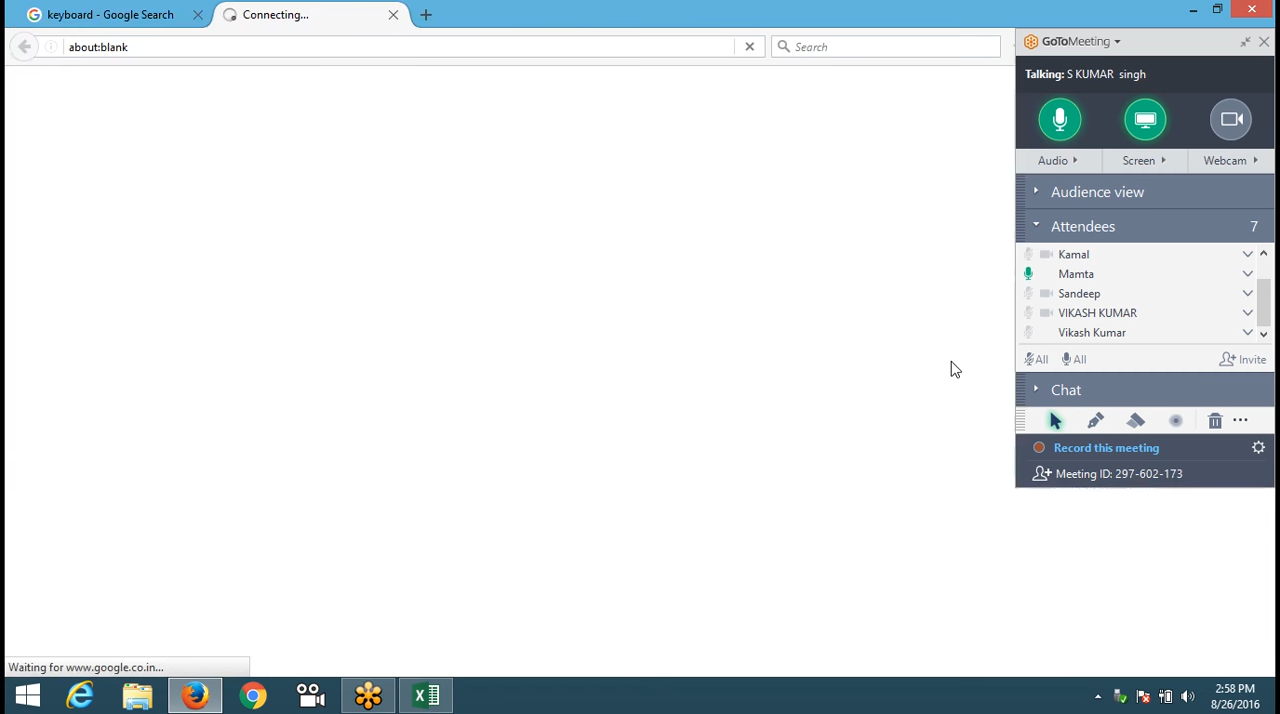 keyboard - Google Search
Connecting...
about:blank
Search
GoToMeeting
Talking: S KUMAR singh
Audio
Screen
Webcam
Audience view
Attendees 7
Kamal
Mamta
Sandeep
VIKASH KUMAR
Vikash Kumar
All
All
Invite
Chat
Record this meeting
Meeting ID: 297-602-173
Waiting for www.google.co.in...
2:58 PM
8/26/2016